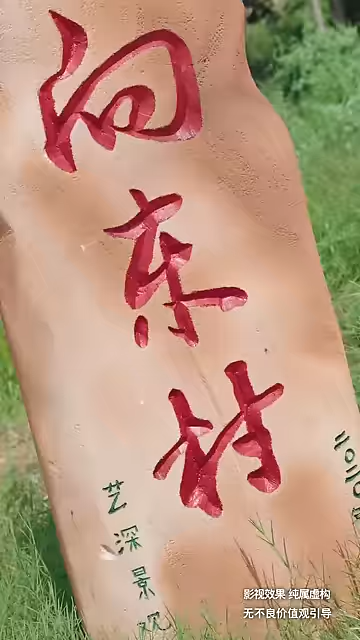 向东村
艺深景观
影视效果 纯属虚构
无不良价值观引导